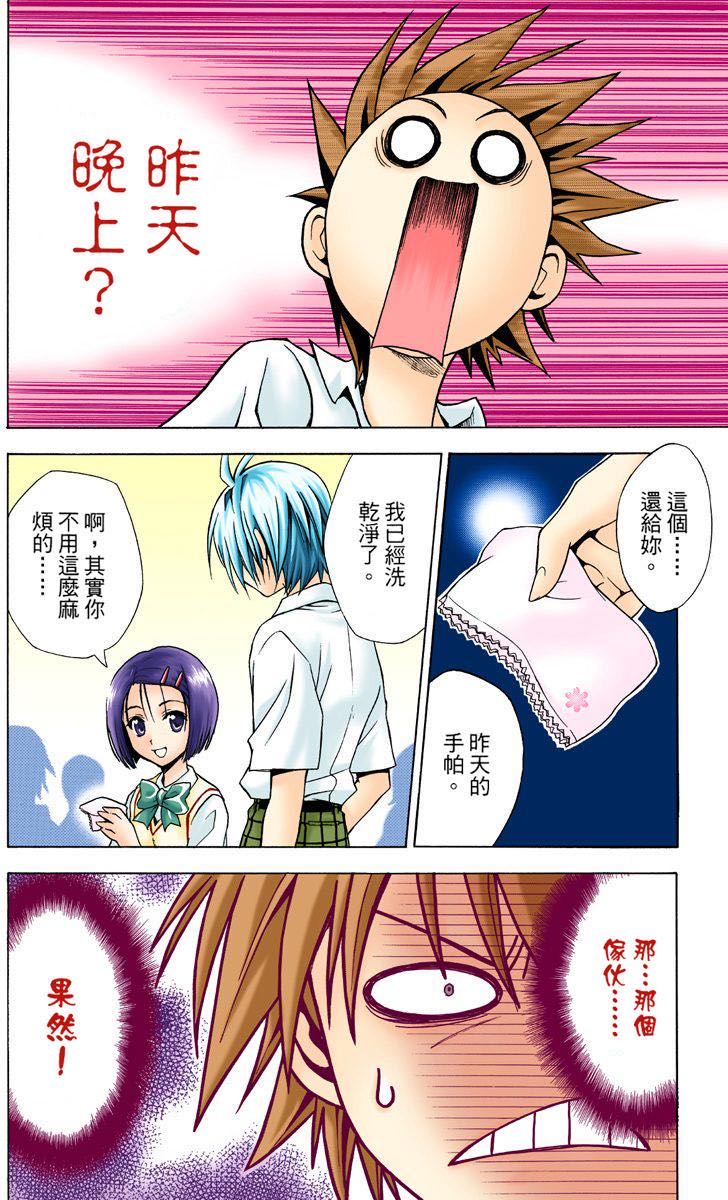 昨天
晚上？
這個……
還給妳。
昨天的
手帕。
我已經洗
乾淨了。
啊，其實你
不用這麼麻
煩的……
那…那個
傢伙……
果然！